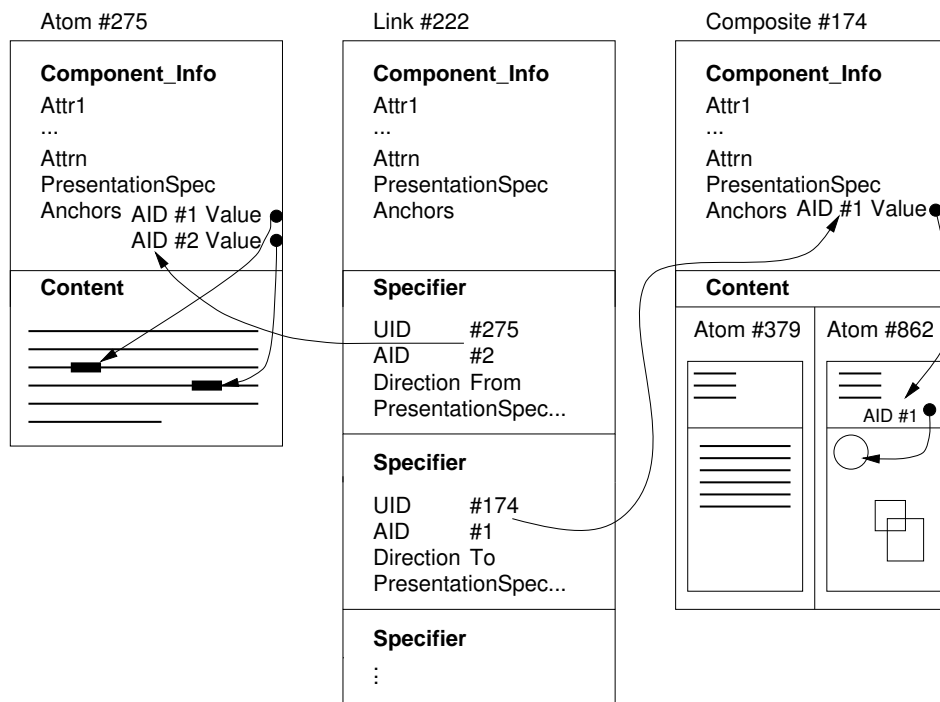 Atom #275
Component_Info
Attr1
...
Attrn
PresentationSpec
Anchors AID #1 Value
AID #2 Value
Content
Link #222
Component_Info
Attr1
...
Attrn
PresentationSpec
Anchors
Specifier
UID #275
AID #2
Direction From
PresentationSpec...
Specifier
UID #174
AID #1
Direction To
PresentationSpec...
Specifier
⋮
Composite #174
Component_Info
Attr1
...
Attrn
PresentationSpec
Anchors AID #1 Value
Content
Atom #379
Atom #862
AID #1